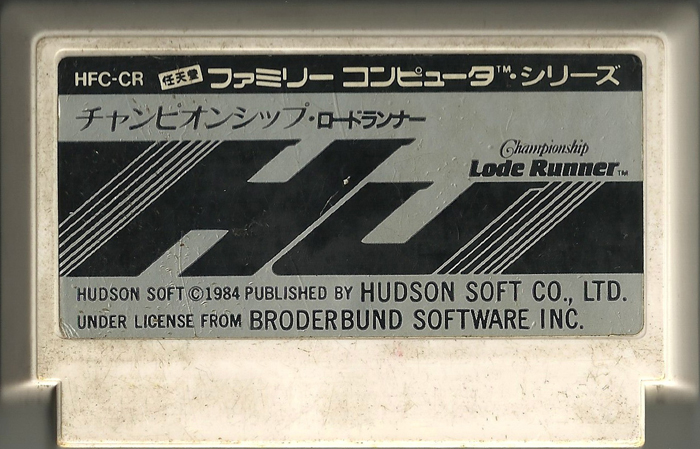 HFC-CR 任天堂 ファミリー コンピュータ™・シリーズ
チャンピオンシップ・ロードランナー
Championship
Lode Runner™
HU
HUDSON SOFT ©1984 PUBLISHED BY HUDSON SOFT CO., LTD.
UNDER LICENSE FROM BRODERBUND SOFTWARE, INC.